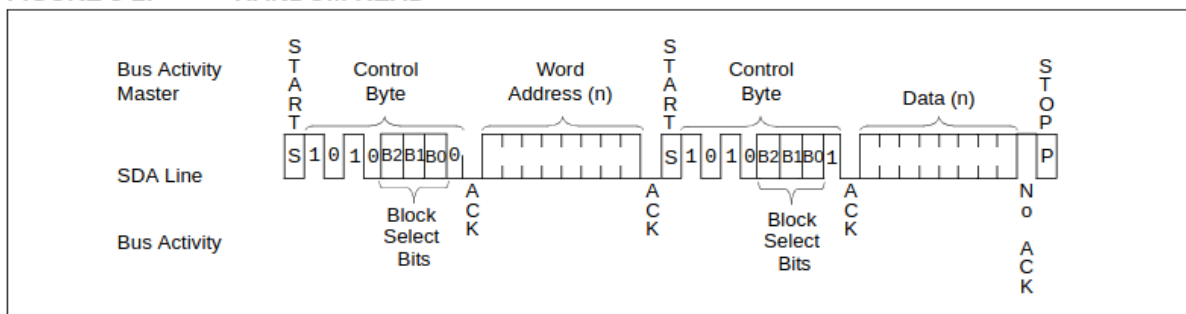 Bus Activity
Master
START
Control
Byte
Word
Address (n)
START
Control
Byte
Data (n)
STOP
SDA Line
S 1 0 1 0 B2 B1 B0 0
S 1 0 1 0 B2 B1 B0 1
P
Bus Activity
ACK
Block
Select
Bits
ACK
Block
Select
Bits
ACK
No ACK